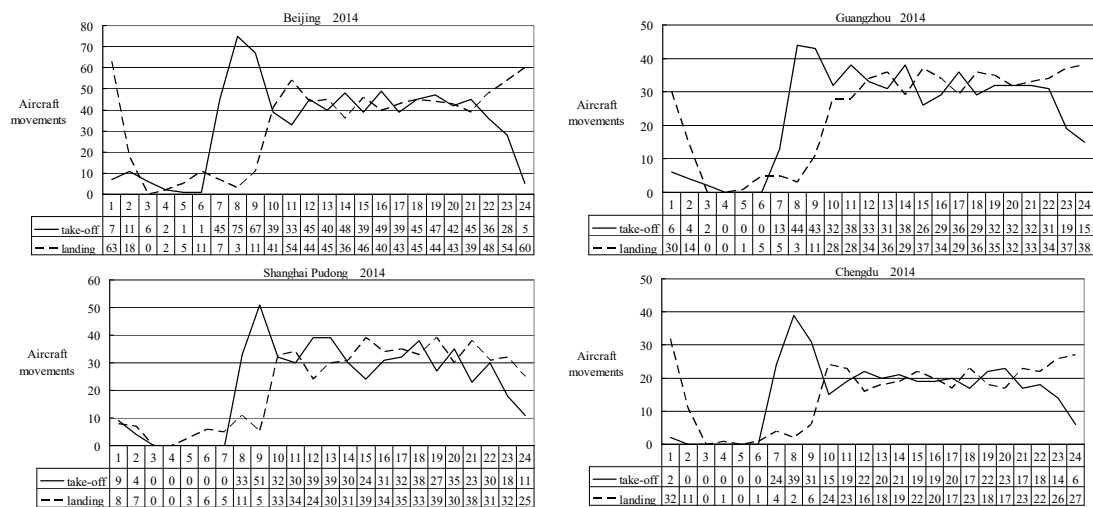 Beijing 2014
Aircraft movements
80
70
60
50
40
30
20
10
0
1 2 3 4 5 6 7 8 9 10 11 12 13 14 15 16 17 18 19 20 21 22 23 24
take-off 7 11 6 2 1 1 45 75 67 39 33 45 40 48 39 49 39 45 47 42 45 36 28 5
landing 63 18 0 2 5 11 7 3 11 41 54 44 45 36 46 40 43 45 44 43 39 48 54 60
Guangzhou 2014
Aircraft movements
50
40
30
20
10
0
1 2 3 4 5 6 7 8 9 10 11 12 13 14 15 16 17 18 19 20 21 22 23 24
take-off 6 4 2 0 0 0 13 44 43 32 38 33 31 38 26 29 36 29 32 32 32 31 19 15
landing 30 14 0 0 1 5 5 3 11 28 28 34 36 29 37 34 29 36 35 32 33 34 37 38
Shanghai Pudong 2014
Aircraft movements
60
50
40
30
20
10
0
1 2 3 4 5 6 7 8 9 10 11 12 13 14 15 16 17 18 19 20 21 22 23 24
take-off 9 4 0 0 0 0 0 33 51 32 30 39 39 30 24 31 32 38 27 35 23 30 18 11
landing 8 7 0 0 3 6 5 11 5 33 34 24 30 31 39 34 35 33 39 30 38 31 32 25
Chengdu 2014
Aircraft movements
50
40
30
20
10
0
1 2 3 4 5 6 7 8 9 10 11 12 13 14 15 16 17 18 19 20 21 22 23 24
take-off 2 0 0 0 0 0 24 39 31 15 19 22 20 21 19 19 20 17 22 23 17 18 14 6
landing 32 11 0 1 0 1 4 2 6 24 23 16 18 19 22 20 17 23 18 17 23 22 26 27